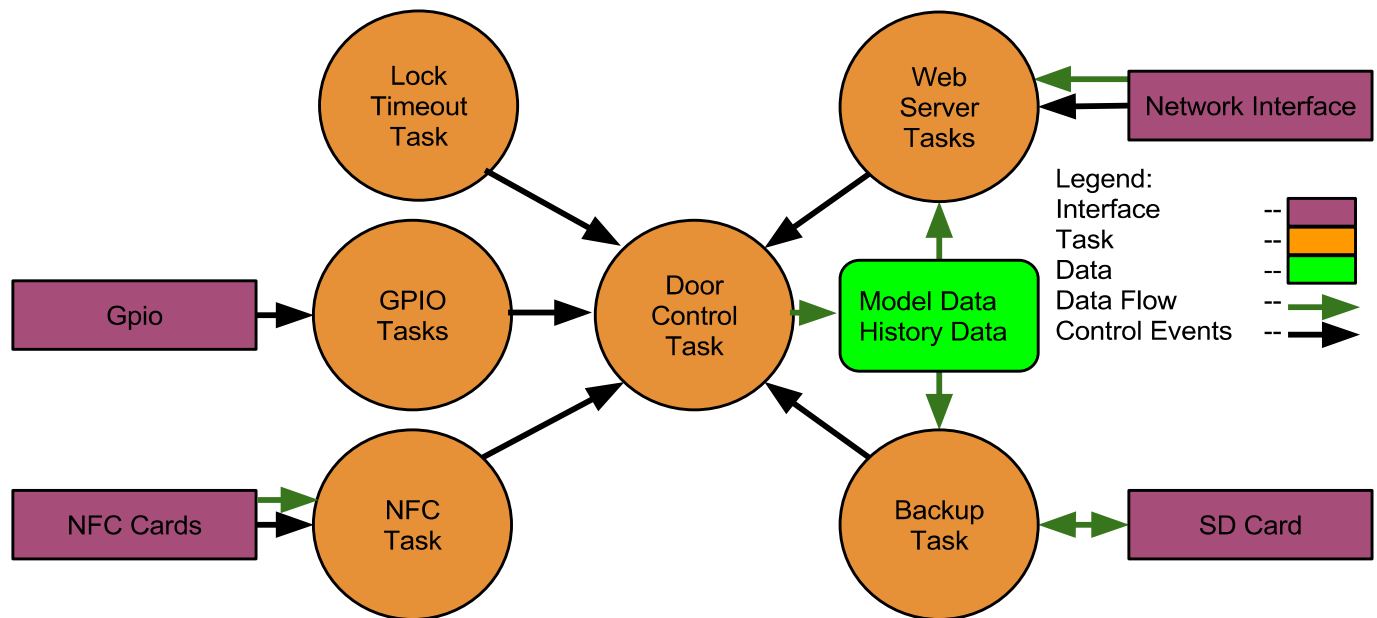 Lock
Timeout
Task
Web
Server
Tasks
Network Interface
Legend:
Interface --
Task --
Data --
Data Flow --
Control Events --
Gpio
GPIO
Tasks
Door
Control
Task
Model Data
History Data
NFC Cards
NFC
Task
Backup
Task
SD Card